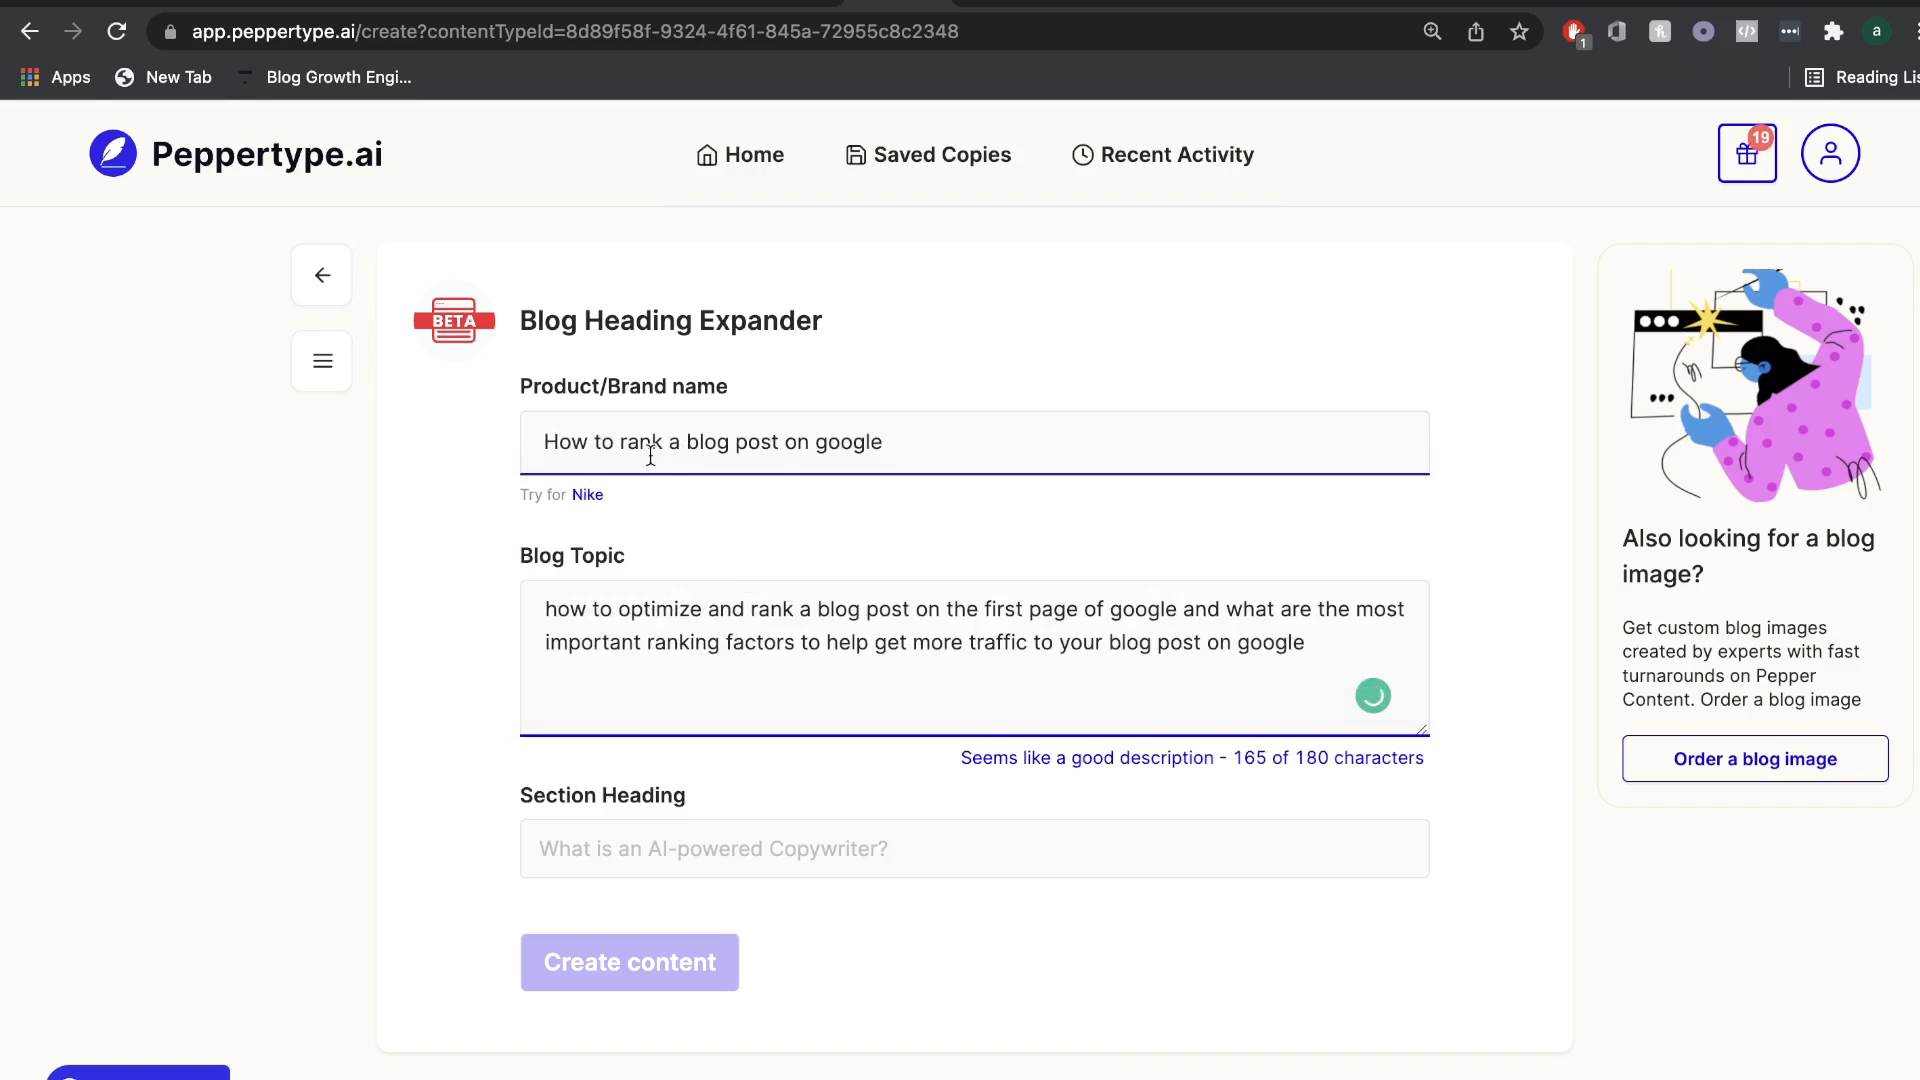 app.peppertype.ai/create?contentTypeId=8d89f58f-9324-4f61-845a-72955c8c2348
1
a
Apps
New Tab
Blog Growth Engi...
Reading Lis
Peppertype.ai
Home
Saved Copies
Recent Activity
19
BETA
Blog Heading Expander
Product/Brand name
How to rank a blog post on google
Try for Nike
Blog Topic
how to optimize and rank a blog post on the first page of google and what are the most
important ranking factors to help get more traffic to your blog post on google
Seems like a good description - 165 of 180 characters
Section Heading
What is an AI-powered Copywriter?
Create content
Also looking for a blog
image?
Get custom blog images
created by experts with fast
turnarounds on Pepper
Content. Order a blog image
Order a blog image